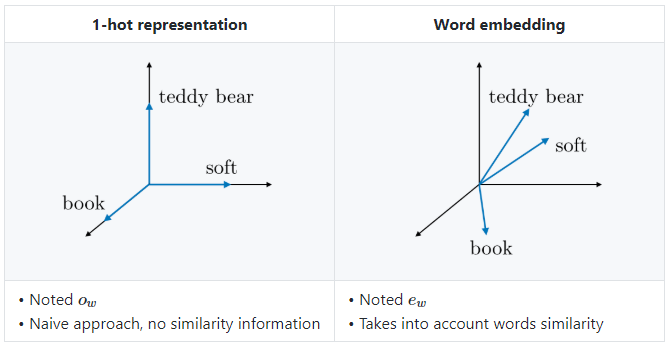 1-hot representation
teddy bear
soft
book
• Noted o_w
• Naive approach, no similarity information
Word embedding
teddy bear
soft
book
• Noted e_w
• Takes into account words similarity